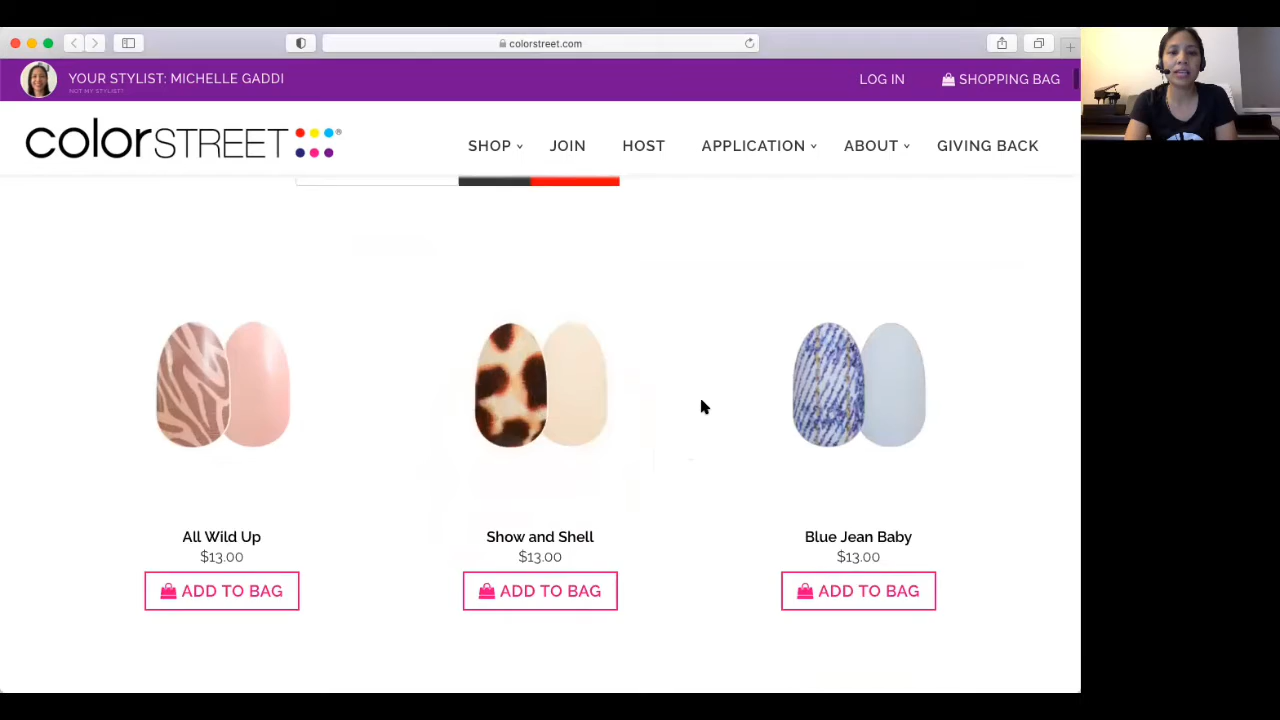 colorstreet.com
YOUR STYLIST: MICHELLE GADDI
NOT MY STYLIST?
LOG IN
SHOPPING BAG
colorSTREET®
SHOP
JOIN
HOST
APPLICATION
ABOUT
GIVING BACK
All Wild Up
$13.00
ADD TO BAG
Show and Shell
$13.00
ADD TO BAG
Blue Jean Baby
$13.00
ADD TO BAG